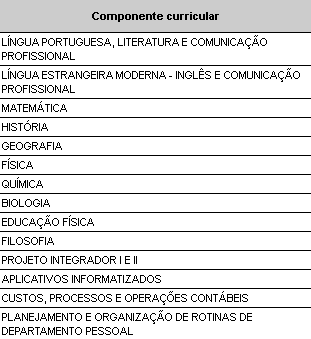 Componente curricular
LÍNGUA PORTUGUESA, LITERATURA E COMUNICAÇÃO
PROFISSIONAL
LÍNGUA ESTRANGEIRA MODERNA - INGLÊS E COMUNICAÇÃO
PROFISSIONAL
MATEMÁTICA
HISTÓRIA
GEOGRAFIA
FÍSICA
QUÍMICA
BIOLOGIA
EDUCAÇÃO FÍSICA
FILOSOFIA
PROJETO INTEGRADOR I E II
APLICATIVOS INFORMATIZADOS
CUSTOS, PROCESSOS E OPERAÇÕES CONTÁBEIS
PLANEJAMENTO E ORGANIZAÇÃO DE ROTINAS DE
DEPARTAMENTO PESSOAL